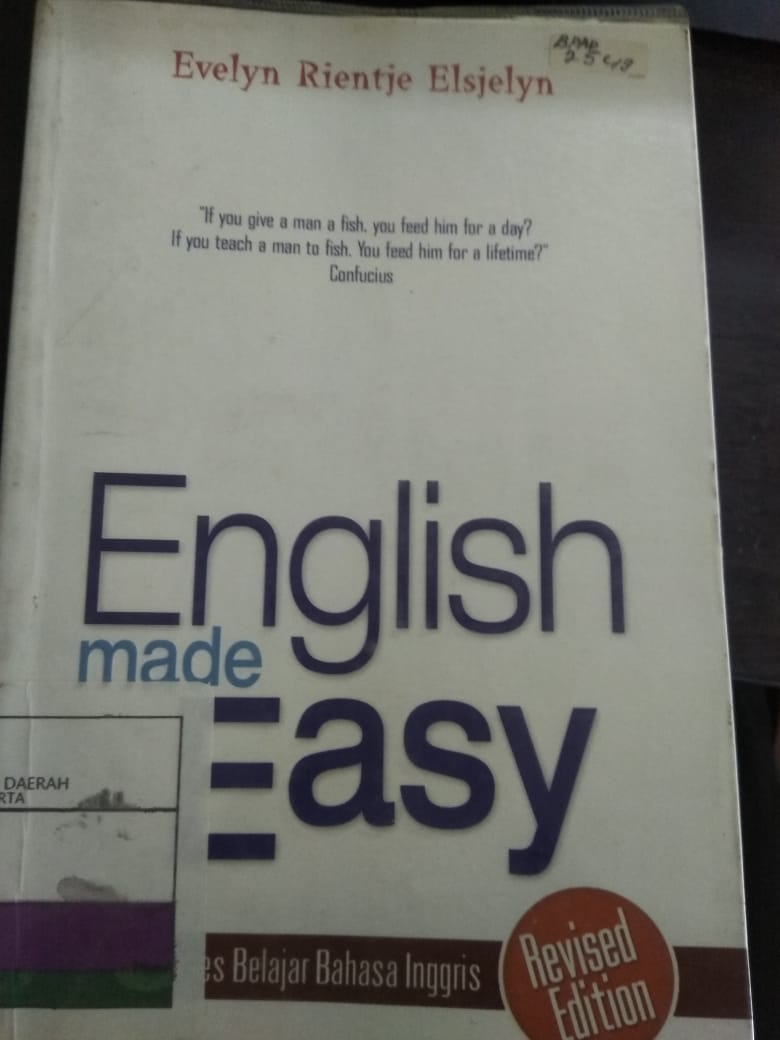 Evelyn Rientje Elsjelyn
"If you give a man a fish. you feed him for a day?
If you teach a man to fish. You feed him for a lifetime?"
Confucius
English
made
Easy
DAERAH
RTA
es Belajar Bahasa Inggris
Revised
Edition